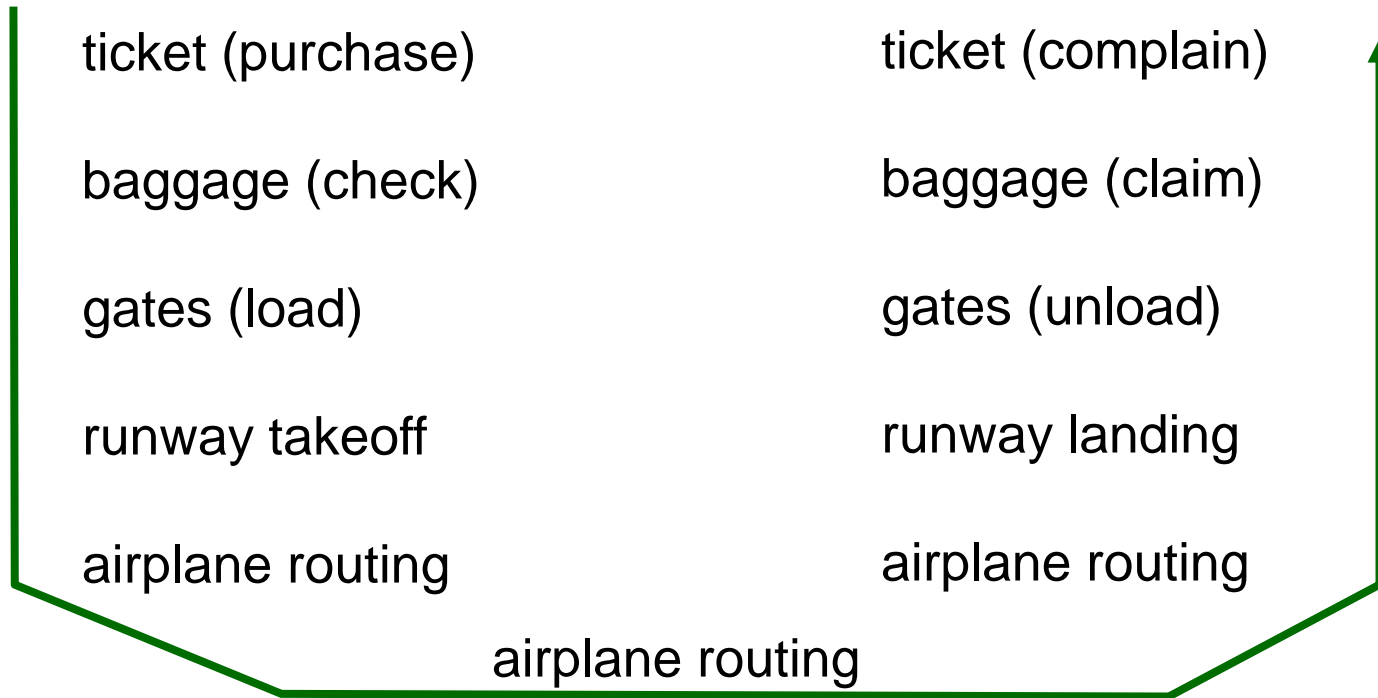 ticket (purchase)
ticket (complain)
baggage (check)
baggage (claim)
gates (load)
gates (unload)
runway takeoff
runway landing
airplane routing
airplane routing
airplane routing